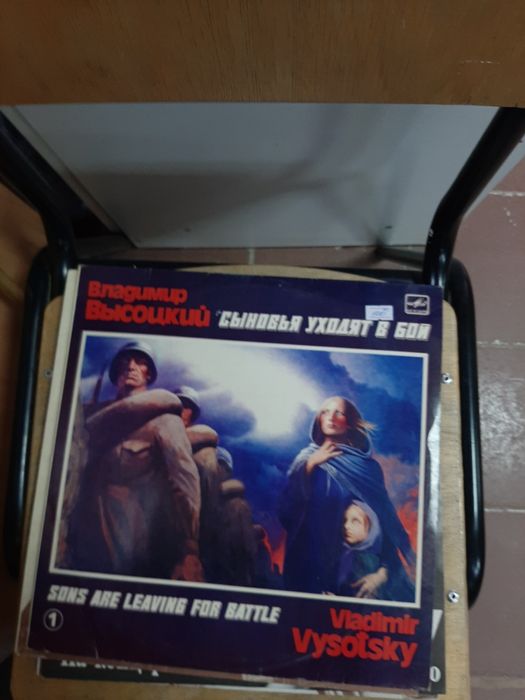 Владимир
Высоцкий
СЫНОВЬЯ УХОДЯТ В БОЙ
SONS ARE LEAVING FOR BATTLE
1
Vladimir
Vysotsky